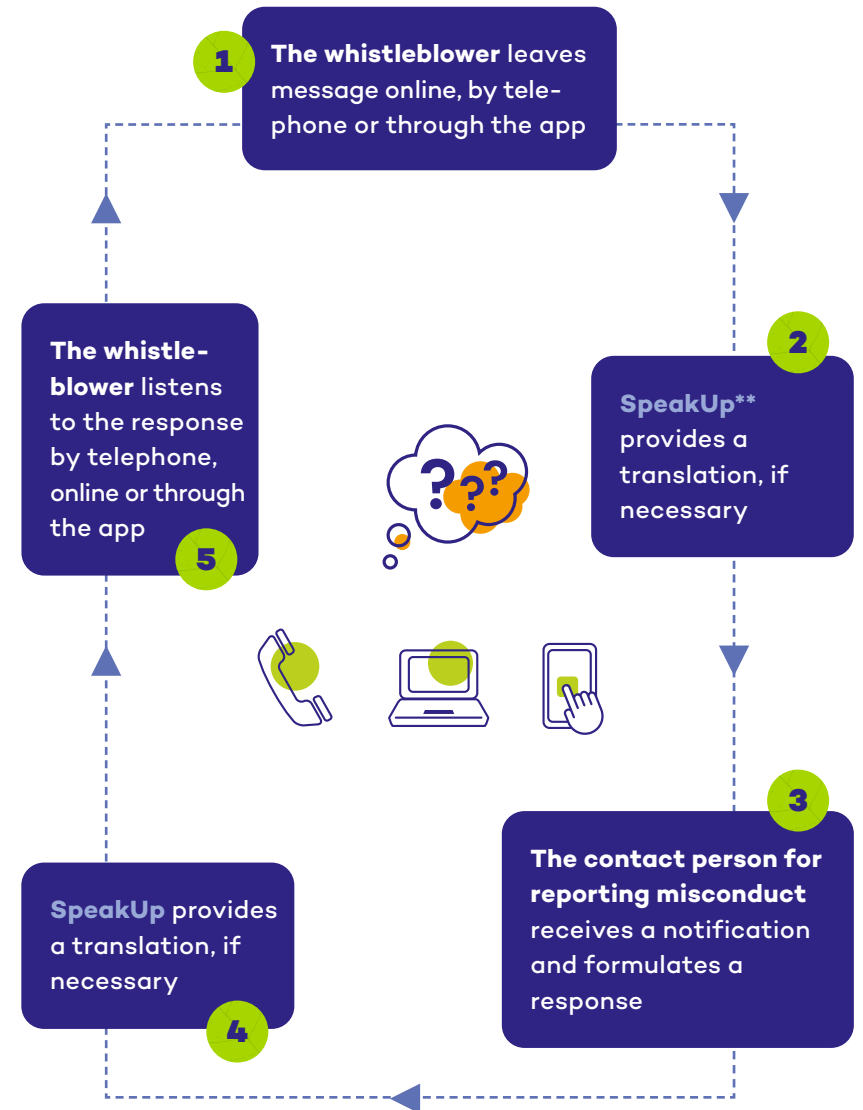 1
The whistleblower leaves
message online, by tele-
phone or through the app
2
SpeakUp**
provides a
translation, if
necessary
3
The contact person for
reporting misconduct
receives a notification
and formulates a
response
4
SpeakUp provides
a translation, if
necessary
5
The whistle-
blower listens
to the response
by telephone,
online or through
the app
? ? ?